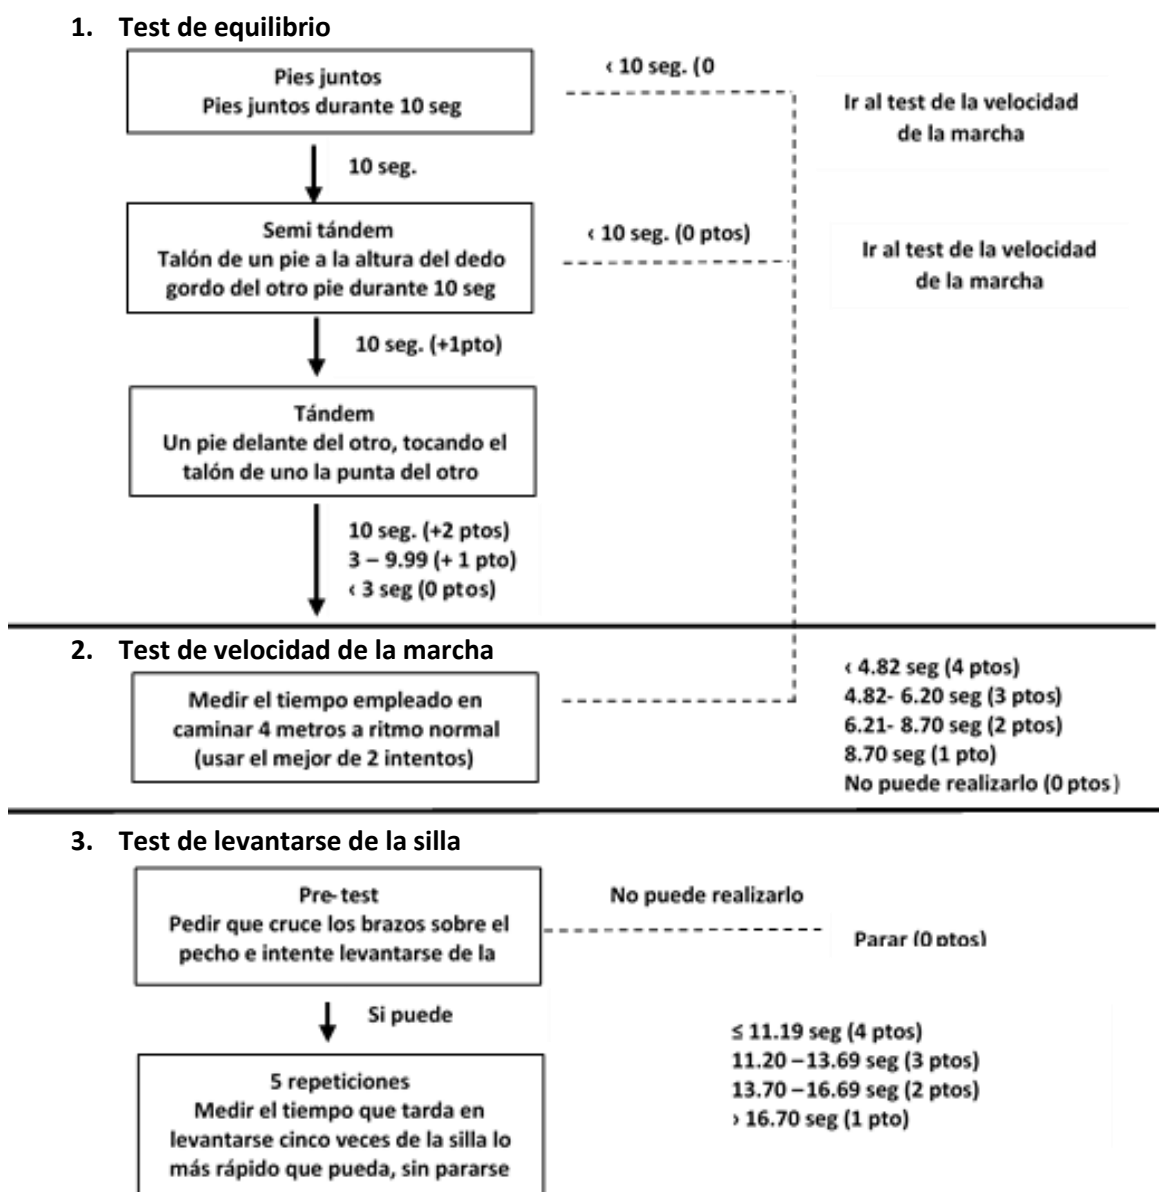 1. Test de equilibrio
Pies juntos
Pies juntos durante 10 seg
‹ 10 seg. (0
Ir al test de la velocidad
de la marcha
10 seg.
Semi tándem
Talón de un pie a la altura del dedo
gordo del otro pie durante 10 seg
‹ 10 seg. (0 ptos)
Ir al test de la velocidad
de la marcha
10 seg. (+1pto)
Tándem
Un pie delante del otro, tocando el
talón de uno la punta del otro
10 seg. (+2 ptos)
3 – 9.99 (+ 1 pto)
‹ 3 seg (0 ptos)
2. Test de velocidad de la marcha
Medir el tiempo empleado en
caminar 4 metros a ritmo normal
(usar el mejor de 2 intentos)
‹ 4.82 seg (4 ptos)
4.82- 6.20 seg (3 ptos)
6.21- 8.70 seg (2 ptos)
8.70 seg (1 pto)
No puede realizarlo (0 ptos)
3. Test de levantarse de la silla
Pre-test
Pedir que cruce los brazos sobre el
pecho e intente levantarse de la
No puede realizarlo
Parar (0 ptos)
Si puede
5 repeticiones
Medir el tiempo que tarda en
levantarse cinco veces de la silla lo
más rápido que pueda, sin pararse
≤ 11.19 seg (4 ptos)
11.20 –13.69 seg (3 ptos)
13.70 –16.69 seg (2 ptos)
› 16.70 seg (1 pto)